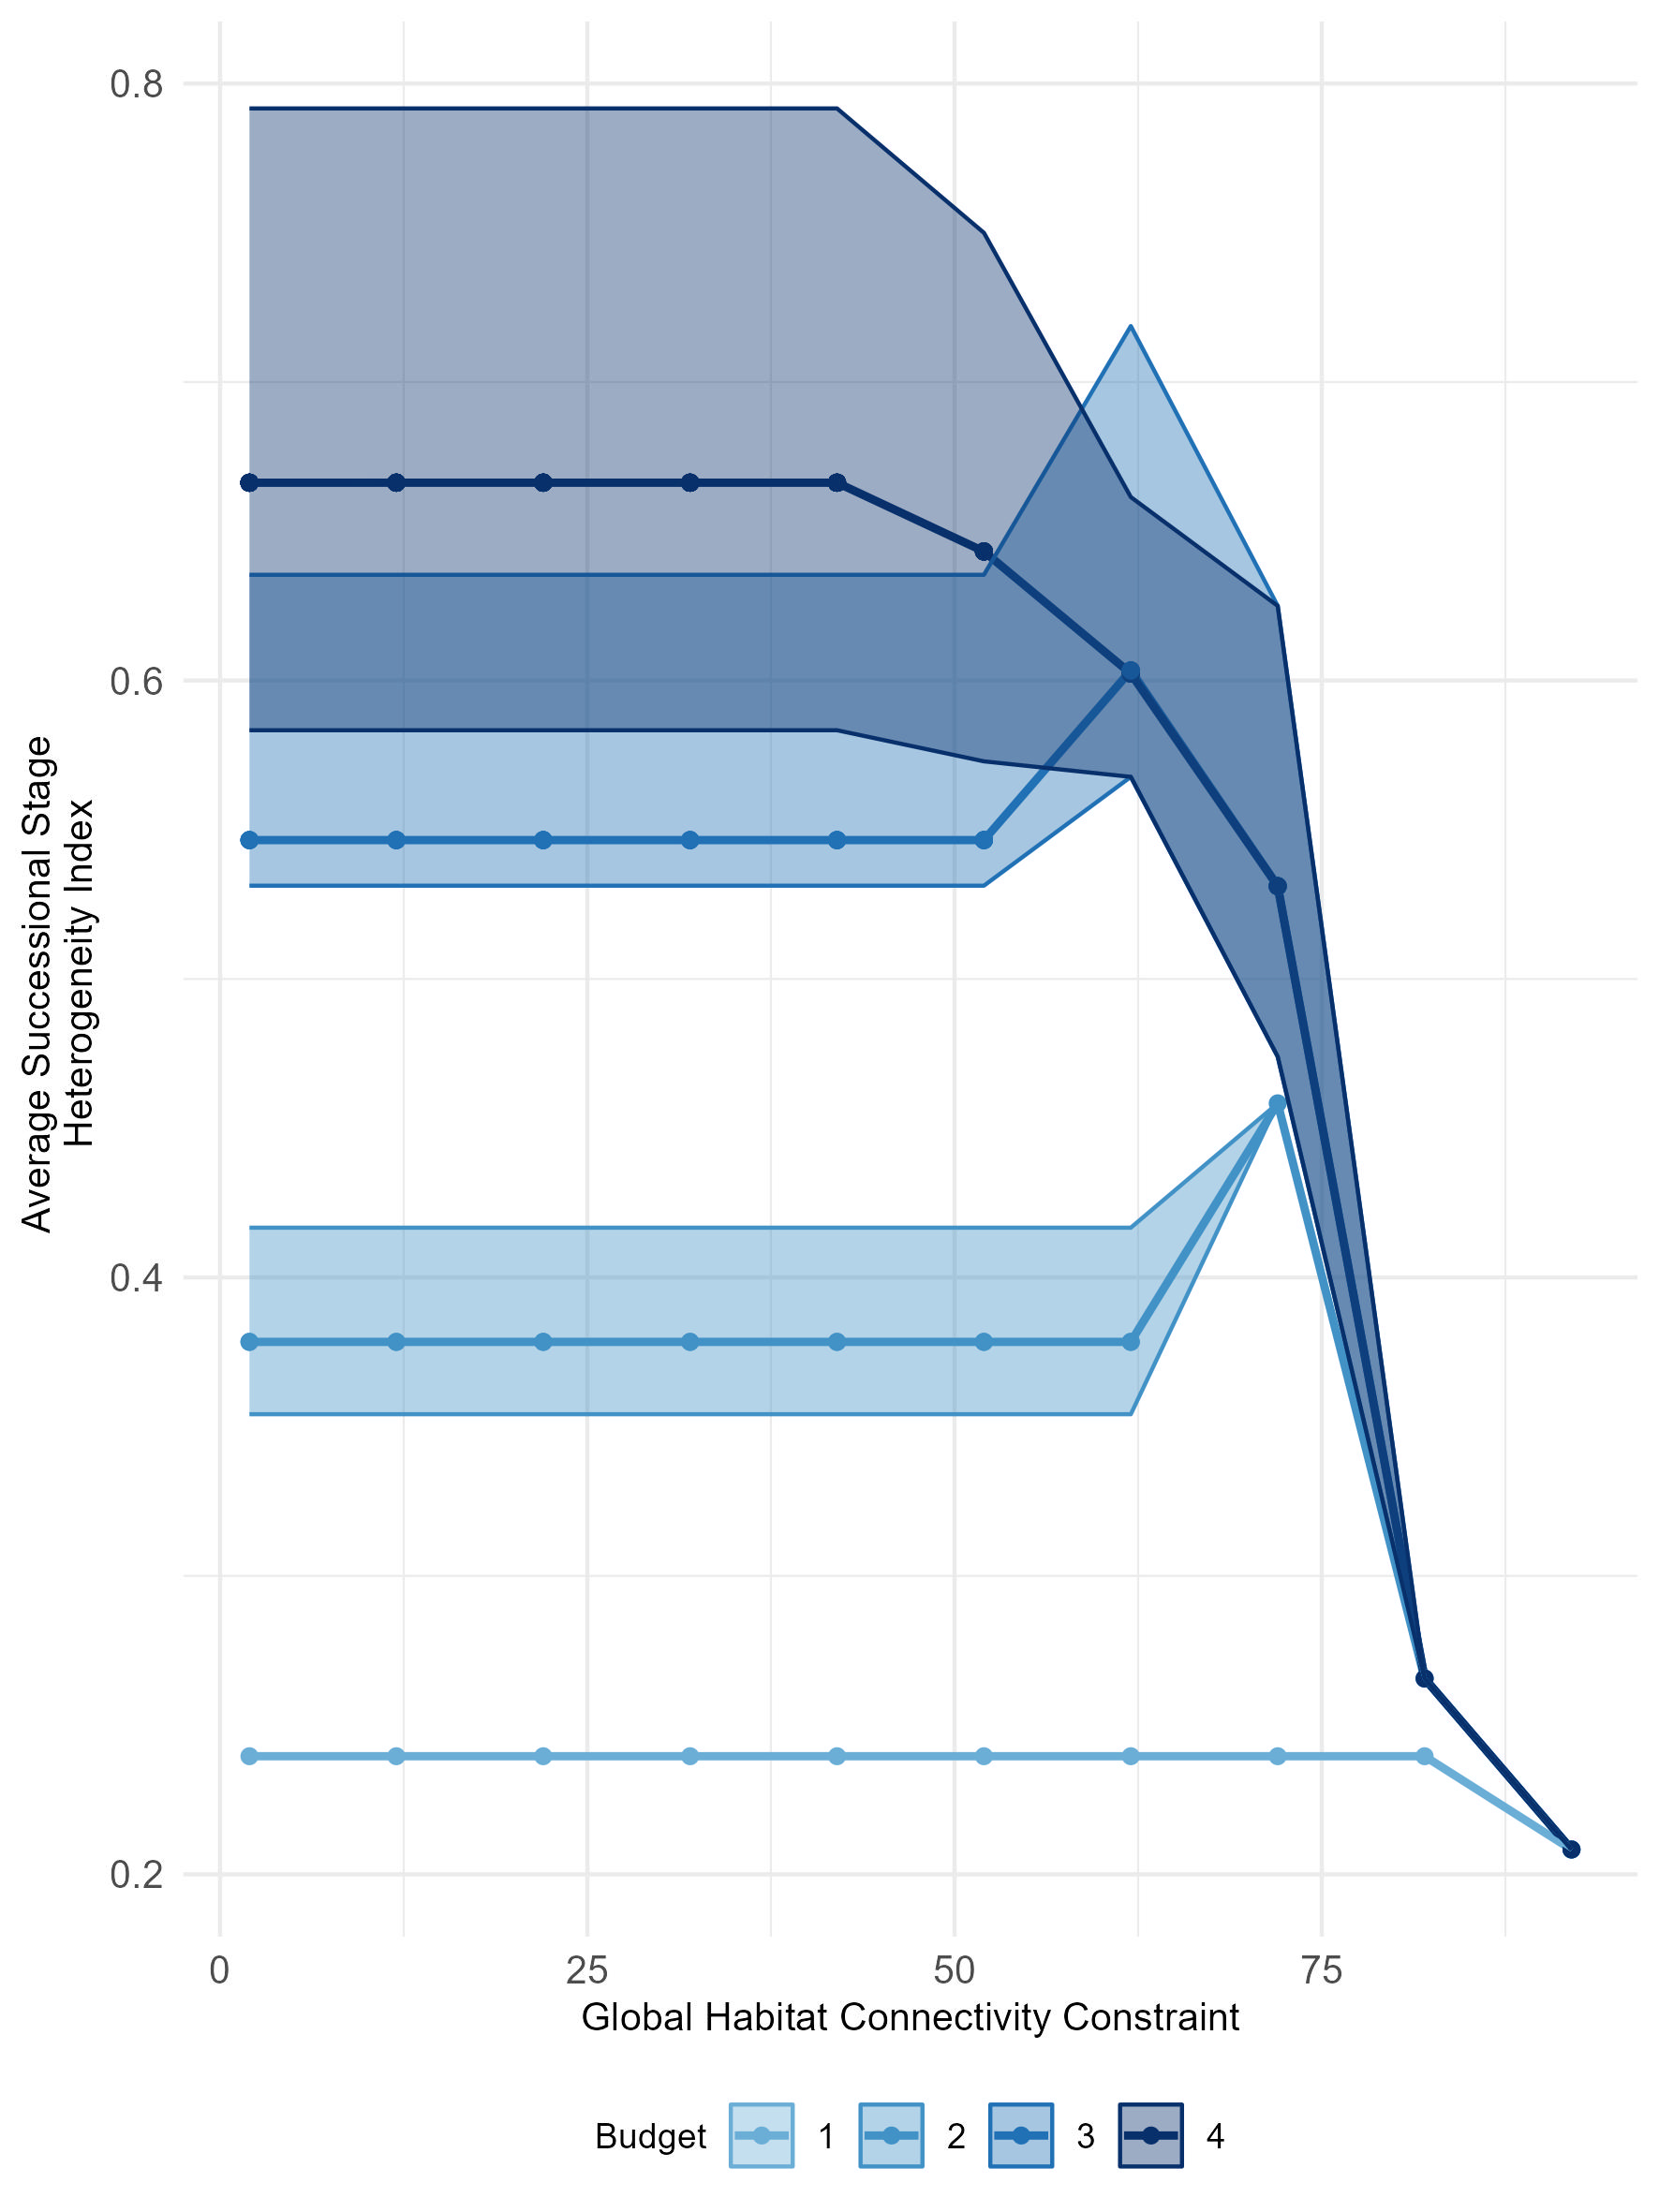 0.8
0.6
0.4
0.2
Average Successional Stage
Heterogeneity Index
0 25 50 75
Global Habitat Connectivity Constraint
Budget 1 2 3 4